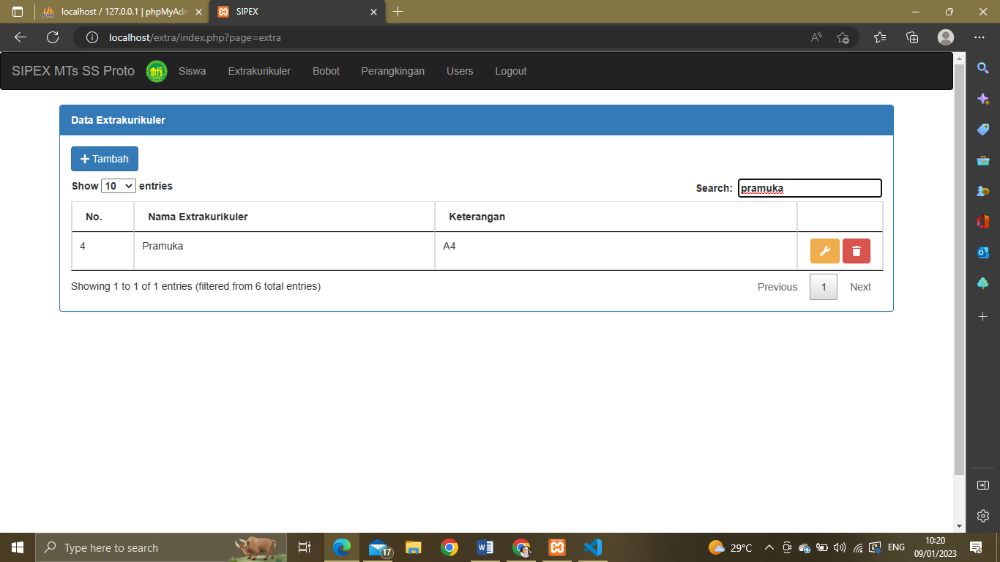 localhost / 127.0.0.1 | phpMyAdm
SIPEX
localhost/extra/index.php?page=extra
SIPEX MTs SS Proto
Siswa
Extrakurikuler
Bobot
Perangkingan
Users
Logout
Data Extrakurikuler
Tambah
Show 10 entries
Search: pramuka
No. Nama Extrakurikuler Keterangan
4 Pramuka A4
Showing 1 to 1 of 1 entries (filtered from 6 total entries)
Previous 1 Next
Type here to search
17
29°C
ENG
10:20
09/01/2023